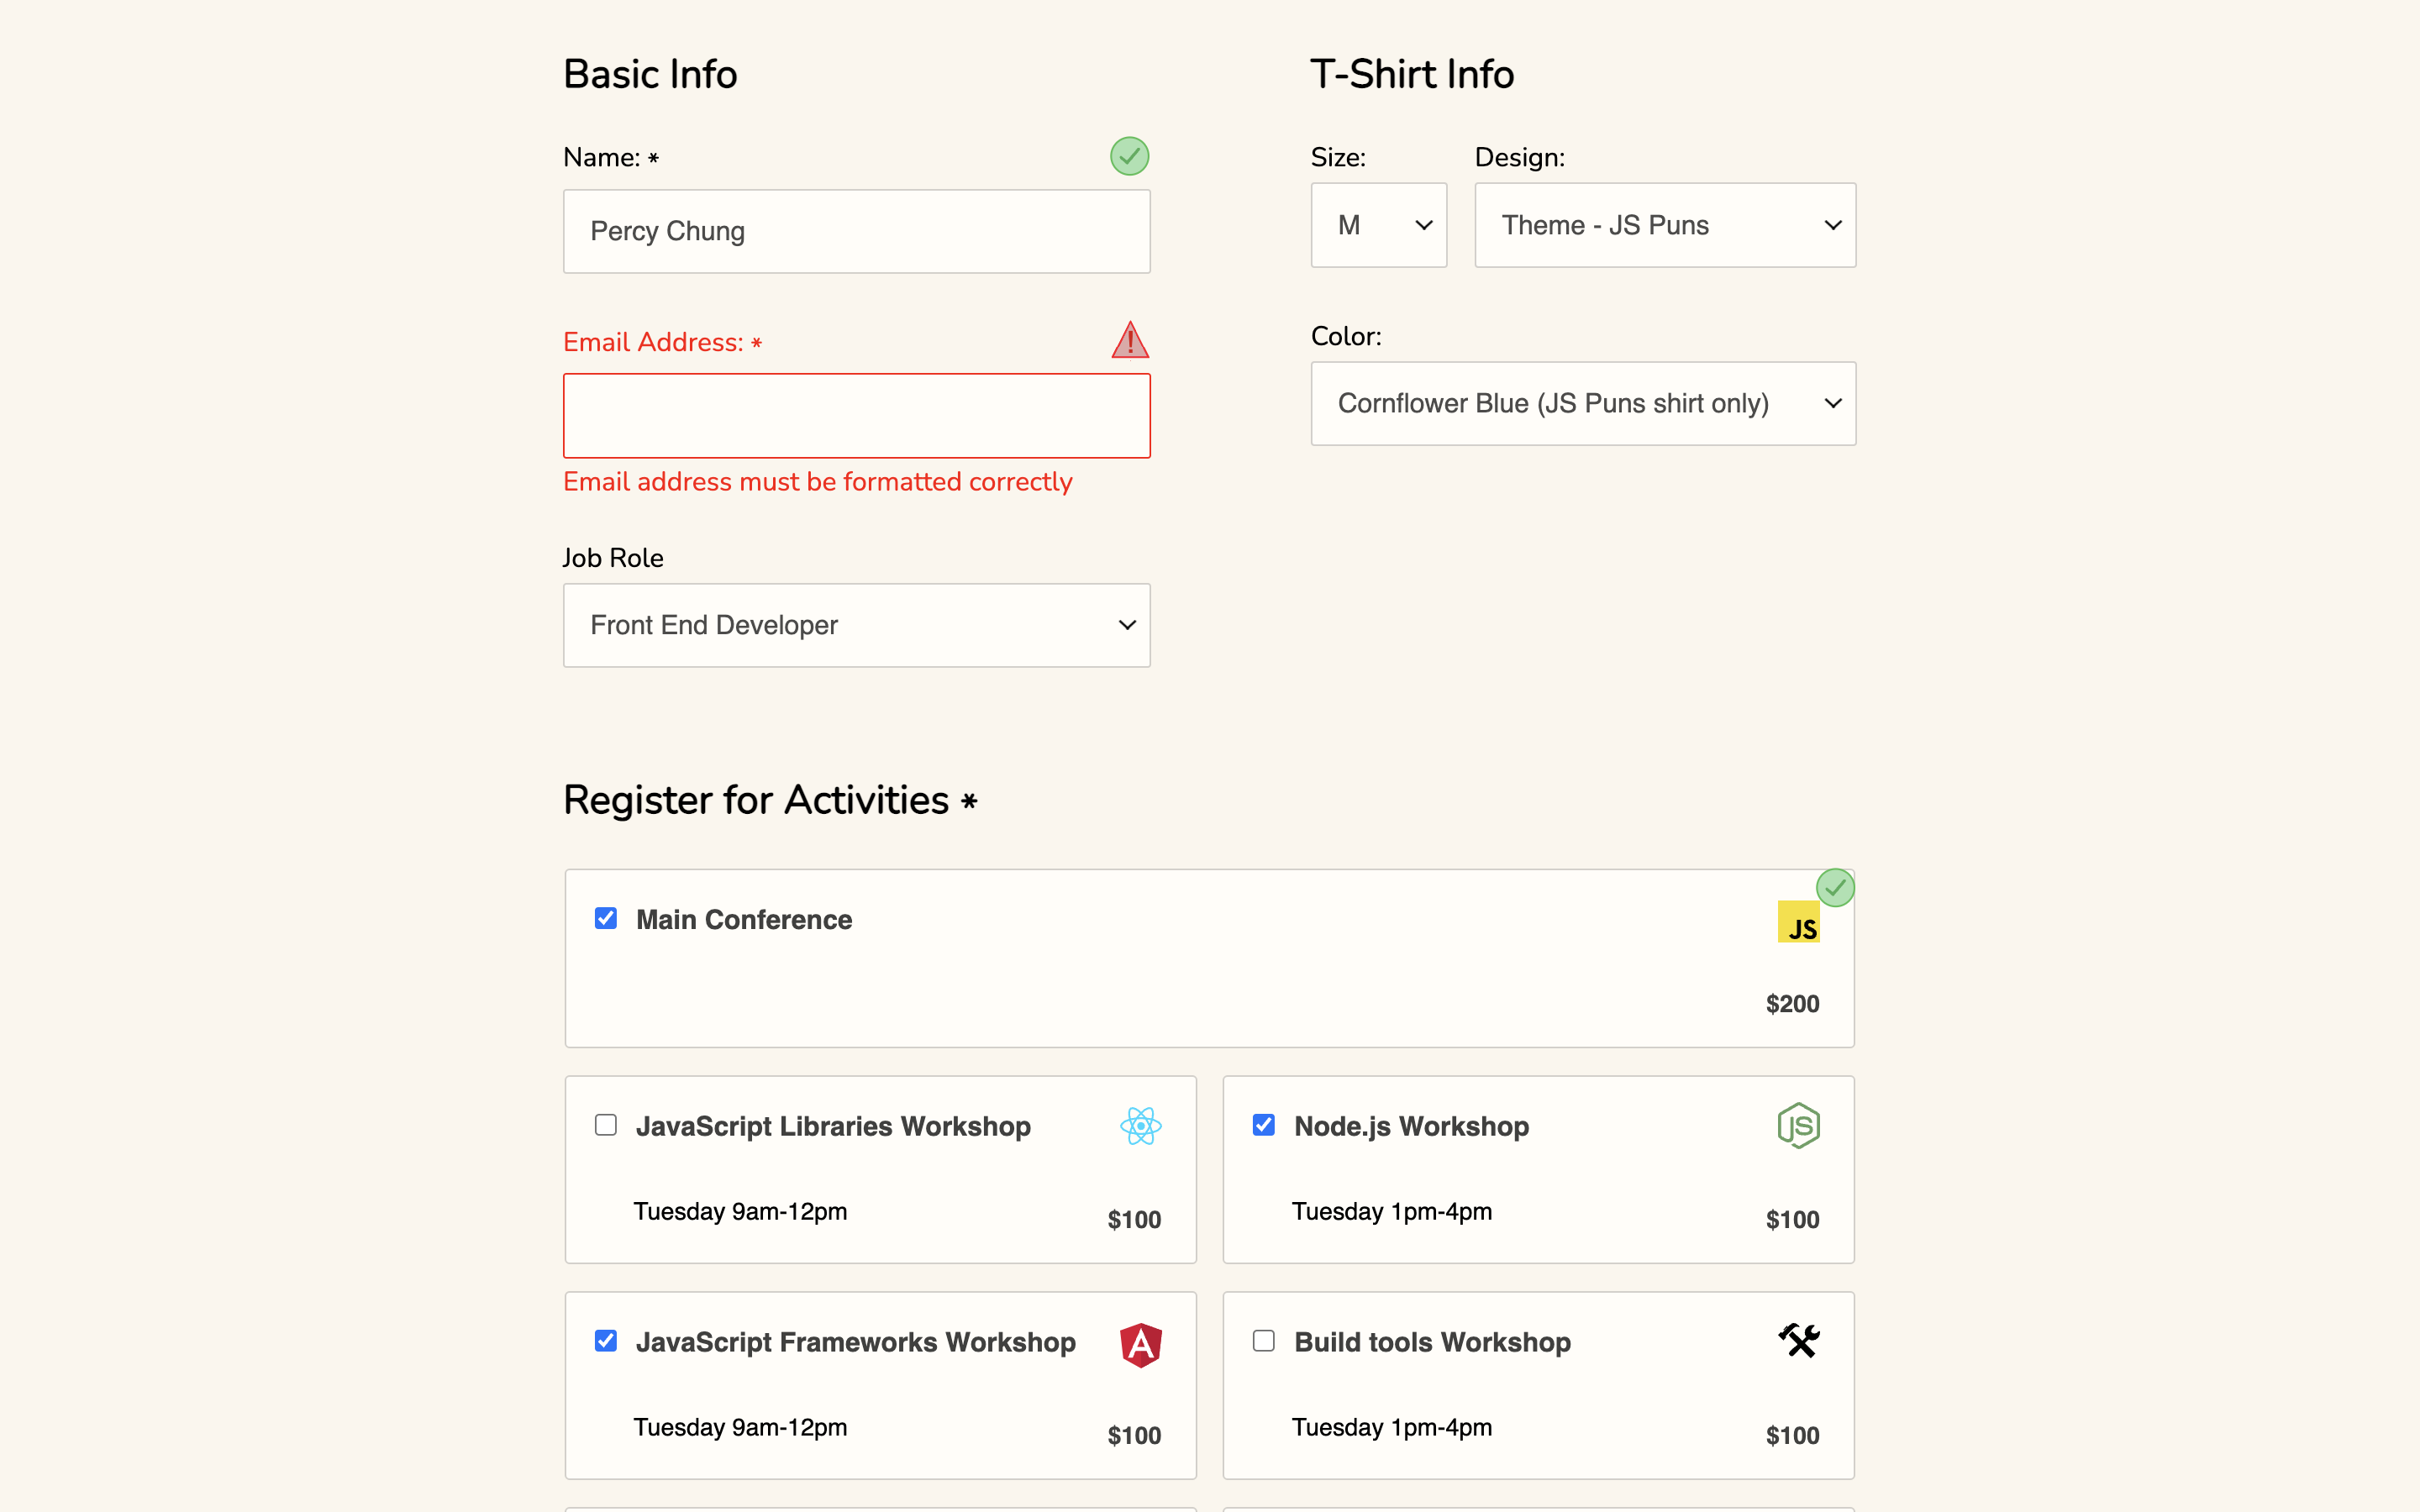 Basic Info
Name: *
Percy Chung
Email Address: *
Email address must be formatted correctly
Job Role
Front End Developer
T-Shirt Info
Size:
Design:
M
Theme - JS Puns
Color:
Cornflower Blue (JS Puns shirt only)
Register for Activities *
Main Conference
JS
$200
JavaScript Libraries Workshop
Tuesday 9am-12pm
$100
Node.js Workshop
JS
Tuesday 1pm-4pm
$100
JavaScript Frameworks Workshop
A
Tuesday 9am-12pm
$100
Build tools Workshop
Tuesday 1pm-4pm
$100